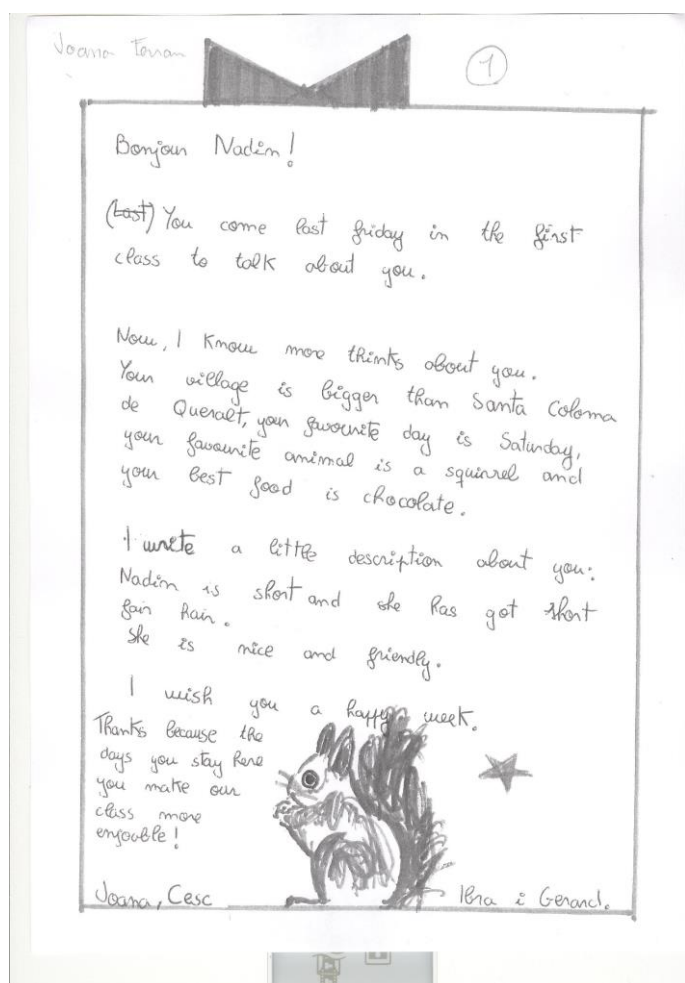 Joana Terran
1
Bonjour Nadin!
(Last) You come last friday in the first
class to talk about you.
Now, I know more thinks about you.
Your village is bigger than Santa Coloma
de Queralt, your favourite day is Saturday,
your favourite animal is a squirrel and
your best food is chocolate.
I write a little description about you:
Nadin is short and she has got short
fair hair.
She is nice and friendly.
I wish you a happy week.
Thanks because the
days you stay here
you make our
class more
enjouble!
Joana, Cesc Ibra i Gerard.